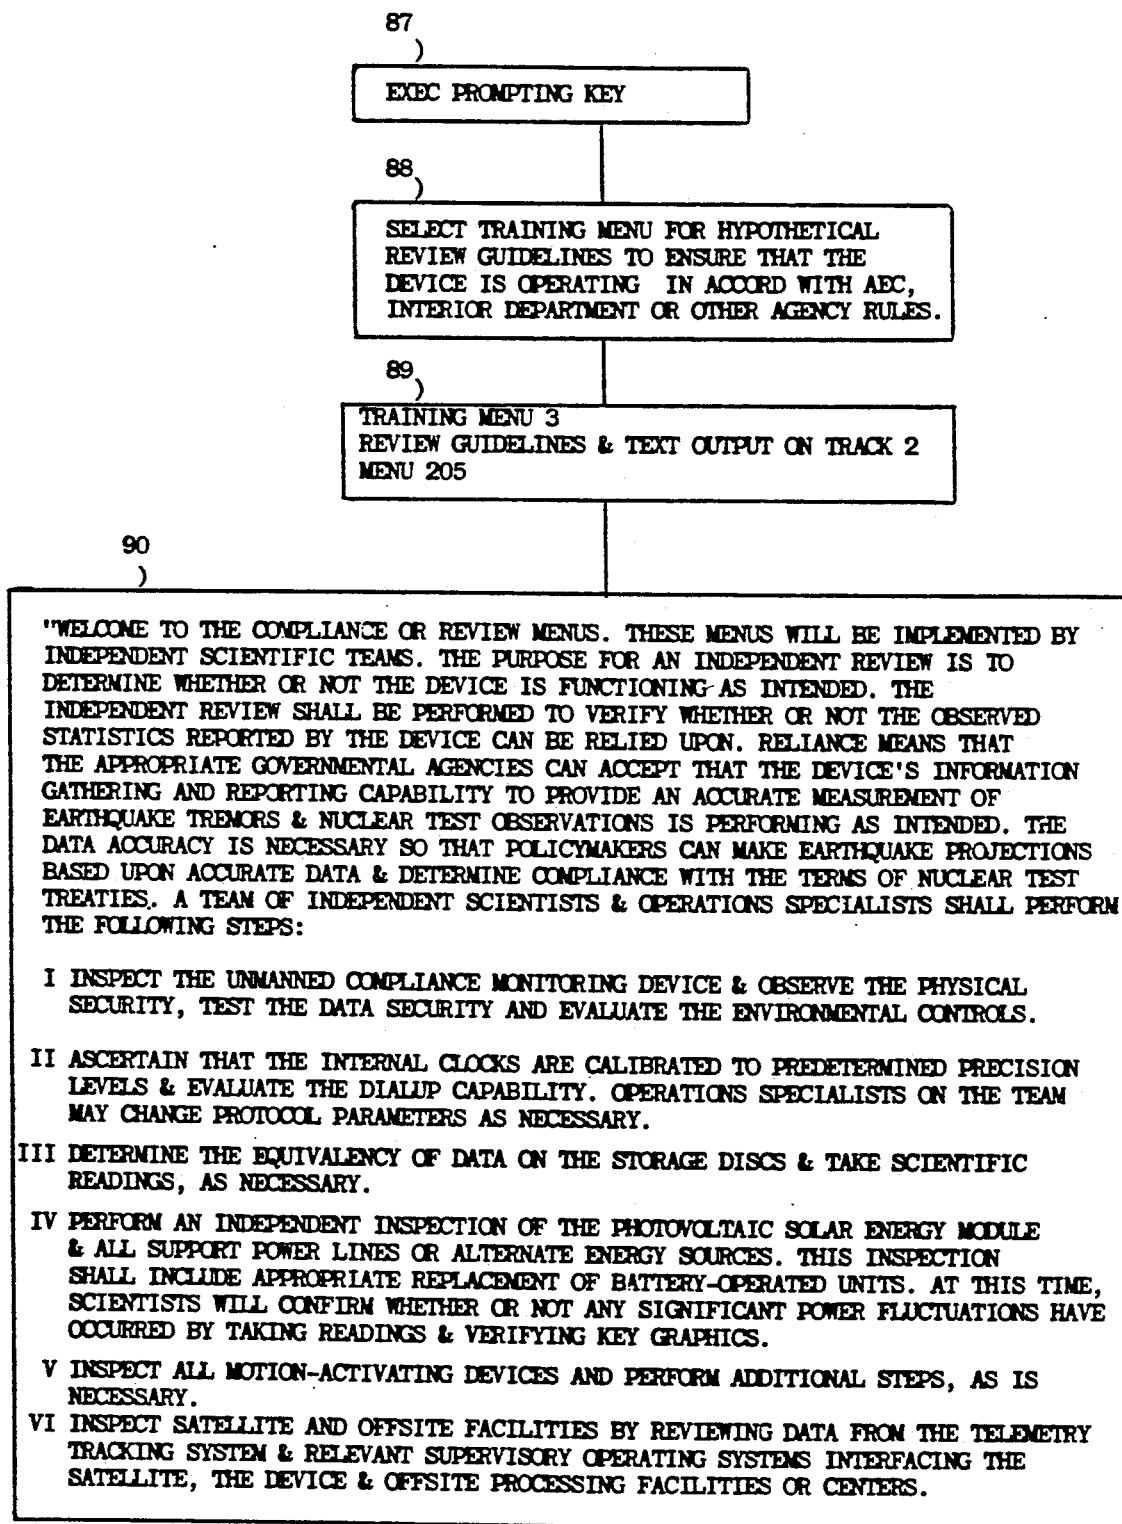 87
EXEC PROMPTING KEY
88
SELECT TRAINING MENU FOR HYPOTHETICAL
REVIEW GUIDELINES TO ENSURE THAT THE
DEVICE IS OPERATING IN ACCORD WITH AEC,
INTERIOR DEPARTMENT OR OTHER AGENCY RULES.
89
TRAINING MENU 3
REVIEW GUIDELINES & TEXT OUTPUT ON TRACK 2
MENU 205
90
"WELCOME TO THE COMPLIANCE OR REVIEW MENUS. THESE MENUS WILL BE IMPLEMENTED BY
INDEPENDENT SCIENTIFIC TEAMS. THE PURPOSE FOR AN INDEPENDENT REVIEW IS TO
DETERMINE WHETHER OR NOT THE DEVICE IS FUNCTIONING AS INTENDED. THE
INDEPENDENT REVIEW SHALL BE PERFORMED TO VERIFY WHETHER OR NOT THE OBSERVED
STATISTICS REPORTED BY THE DEVICE CAN BE RELIED UPON. RELIANCE MEANS THAT
THE APPROPRIATE GOVERNMENTAL AGENCIES CAN ACCEPT THAT THE DEVICE'S INFORMATION
GATHERING AND REPORTING CAPABILITY TO PROVIDE AN ACCURATE MEASUREMENT OF
EARTHQUAKE TREMORS & NUCLEAR TEST OBSERVATIONS IS PERFORMING AS INTENDED. THE
DATA ACCURACY IS NECESSARY SO THAT POLICYMAKERS CAN MAKE EARTHQUAKE PROJECTIONS
BASED UPON ACCURATE DATA & DETERMINE COMPLIANCE WITH THE TERMS OF NUCLEAR TEST
TREATIES. A TEAM OF INDEPENDENT SCIENTISTS & OPERATIONS SPECIALISTS SHALL PERFORM
THE FOLLOWING STEPS:
I INSPECT THE UNMANNED COMPLIANCE MONITORING DEVICE & OBSERVE THE PHYSICAL
SECURITY, TEST THE DATA SECURITY AND EVALUATE THE ENVIRONMENTAL CONTROLS.
II ASCERTAIN THAT THE INTERNAL CLOCKS ARE CALIBRATED TO PREDETERMINED PRECISION
LEVELS & EVALUATE THE DIALUP CAPABILITY. OPERATIONS SPECIALISTS ON THE TEAM
MAY CHANGE PROTOCOL PARAMETERS AS NECESSARY.
III DETERMINE THE EQUIVALENCY OF DATA ON THE STORAGE DISCS & TAKE SCIENTIFIC
READINGS, AS NECESSARY.
IV PERFORM AN INDEPENDENT INSPECTION OF THE PHOTOVOLTAIC SOLAR ENERGY MODULE
& ALL SUPPORT POWER LINES OR ALTERNATE ENERGY SOURCES. THIS INSPECTION
SHALL INCLUDE APPROPRIATE REPLACEMENT OF BATTERY-OPERATED UNITS. AT THIS TIME,
SCIENTISTS WILL CONFIRM WHETHER OR NOT ANY SIGNIFICANT POWER FLUCTUATIONS HAVE
OCCURRED BY TAKING READINGS & VERIFYING KEY GRAPHICS.
V INSPECT ALL MOTION-ACTIVATING DEVICES AND PERFORM ADDITIONAL STEPS, AS IS
NECESSARY.
VI INSPECT SATELLITE AND OFFSITE FACILITIES BY REVIEWING DATA FROM THE TELEMETRY
TRACKING SYSTEM & RELEVANT SUPERVISORY OPERATING SYSTEMS INTERFACING THE
SATELLITE, THE DEVICE & OFFSITE PROCESSING FACILITIES OR CENTERS.